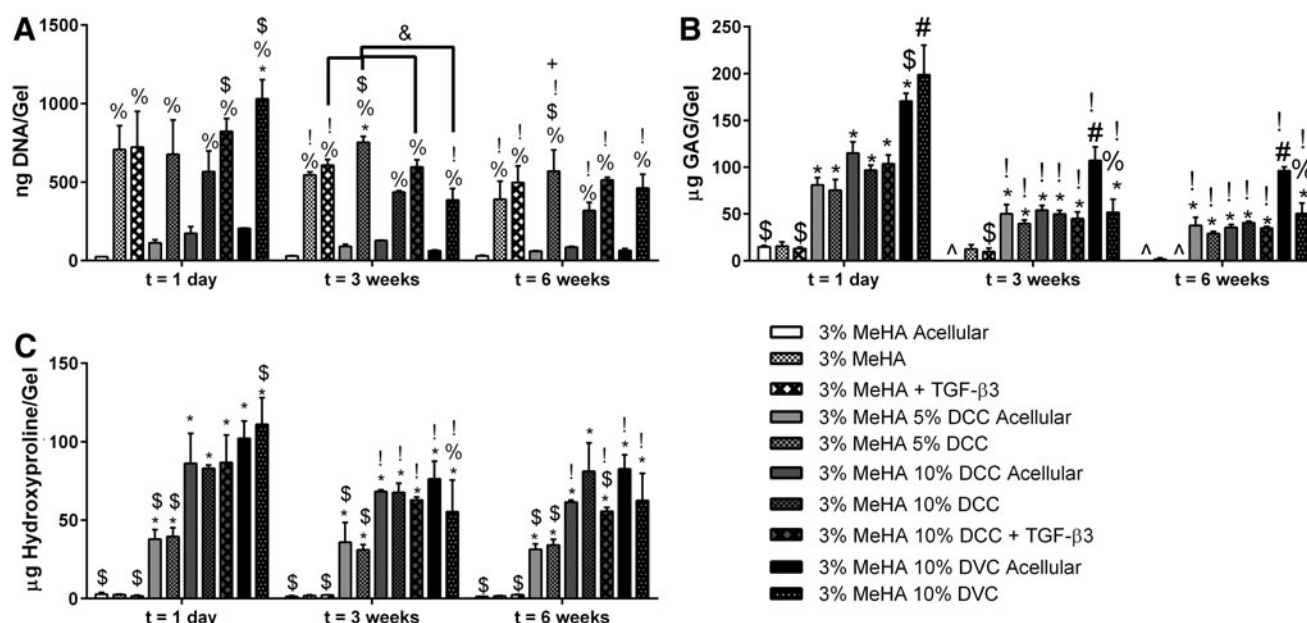 A
ng DNA/Gel
1500
1000
500
0
% % % % $ % $ % *
! % ! % $ % * % ! % ! %
&
! % ! % + ! $ % ! % ! % ! %
t = 1 day
t = 3 weeks
t = 6 weeks
B
µg GAG/Gel
250
200
150
100
50
0
$ $ * * * * * $ * #
^ $ ! * ! * ! * ! * ! * ! # ! % *
^ ^ ! * ! * ! * ! * ! * ! # ! % *
t = 1 day
t = 3 weeks
t = 6 weeks
C
µg Hydroxyproline/Gel
150
100
50
0
$ $ $ * $ * * * * * $ *
$ $ $ * $ * ! * ! * ! * ! * ! % *
$ $ $ * $ * ! * * ! $ * ! * ! *
t = 1 day
t = 3 weeks
t = 6 weeks
3% MeHA Acellular
3% MeHA
3% MeHA + TGF-β3
3% MeHA 5% DCC Acellular
3% MeHA 5% DCC
3% MeHA 10% DCC Acellular
3% MeHA 10% DCC
3% MeHA 10% DCC + TGF-β3
3% MeHA 10% DVC Acellular
3% MeHA 10% DVC